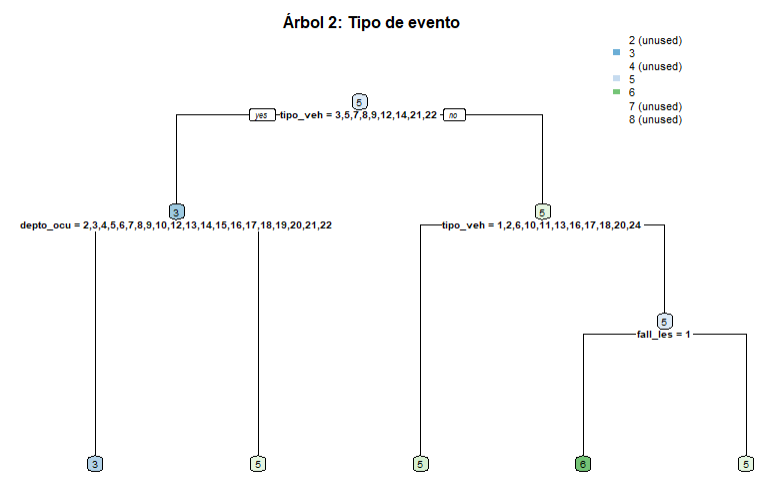 Árbol 2: Tipo de evento
2 (unused)
3
4 (unused)
5
6
7 (unused)
8 (unused)
5
yes
tipo_veh = 3,5,7,8,9,12,14,21,22
no
3
depto_ocu = 2,3,4,5,6,7,8,9,10,12,13,14,15,16,17,18,19,20,21,22
5
tipo_veh = 1,2,6,10,11,13,16,17,18,20,24
5
fall_les = 1
3
5
5
6
5